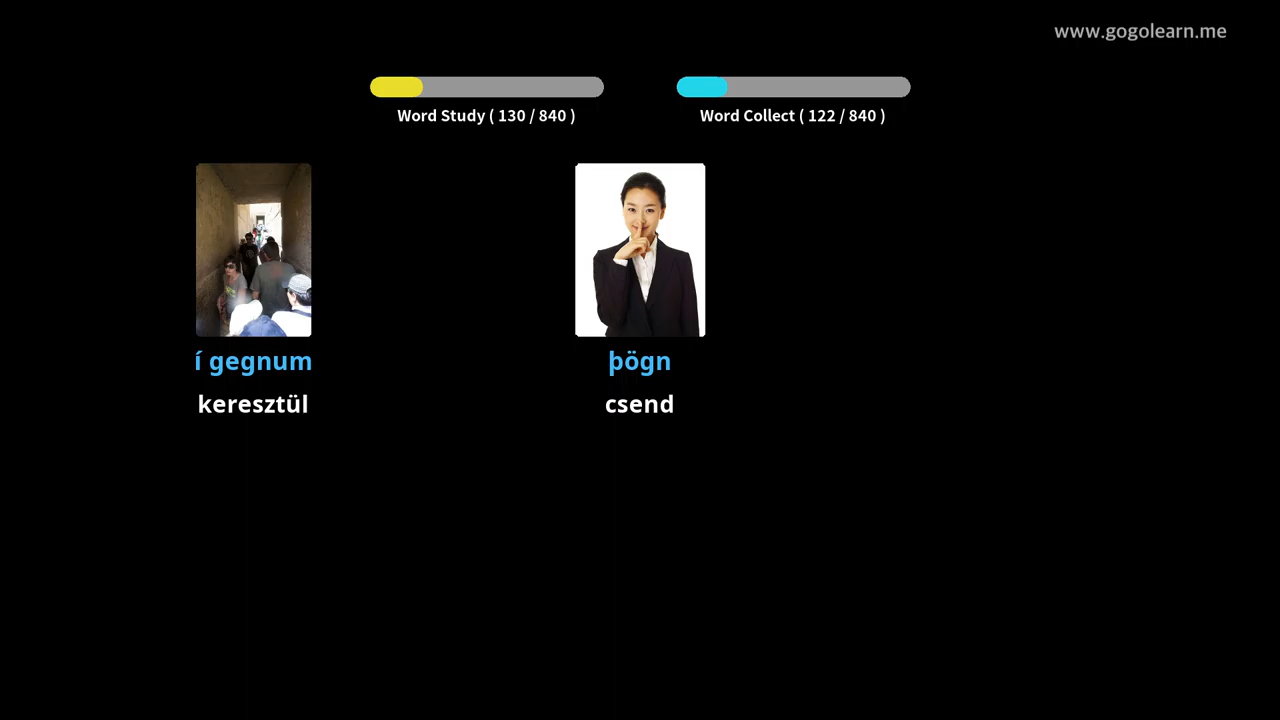 www.gogolearn.me
Word Study ( 130 / 840 )
Word Collect ( 122 / 840 )
í gegnum
keresztül
þögn
csend